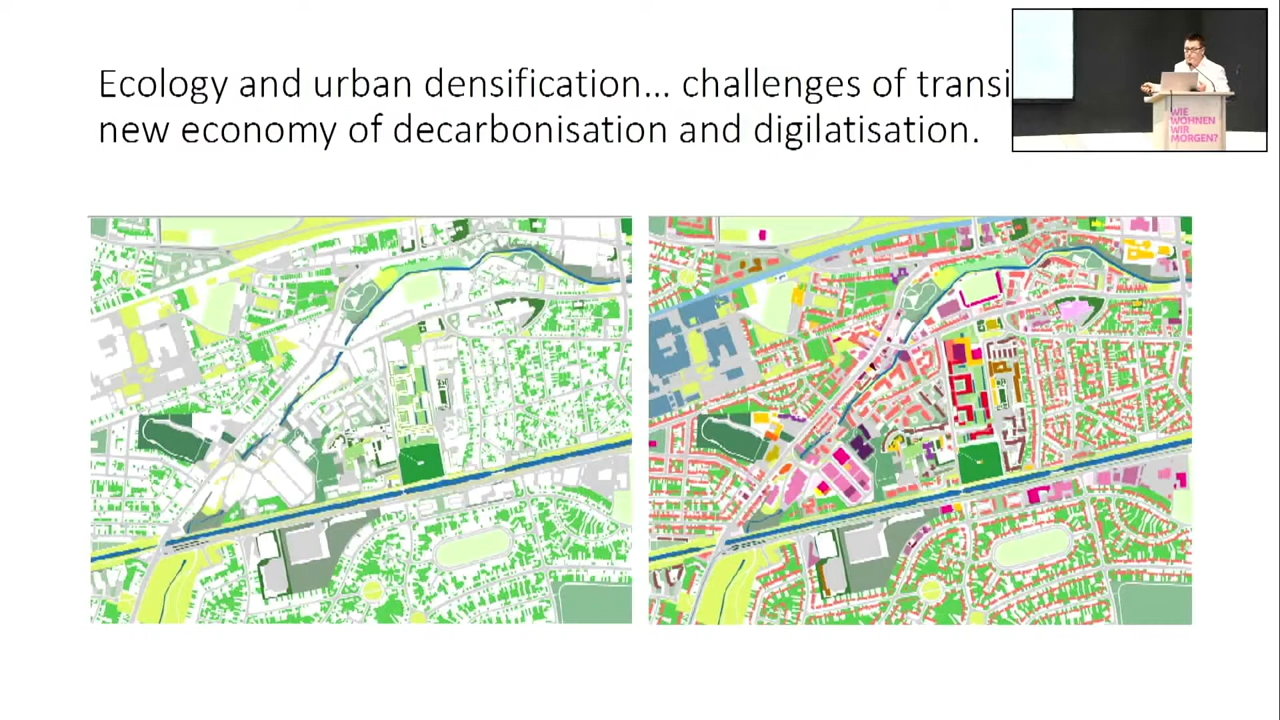 Ecology and urban densification... challenges of transi
new economy of decarbonisation and digilatisation.
WIE
WOHNEN
WIR
MORGEN?